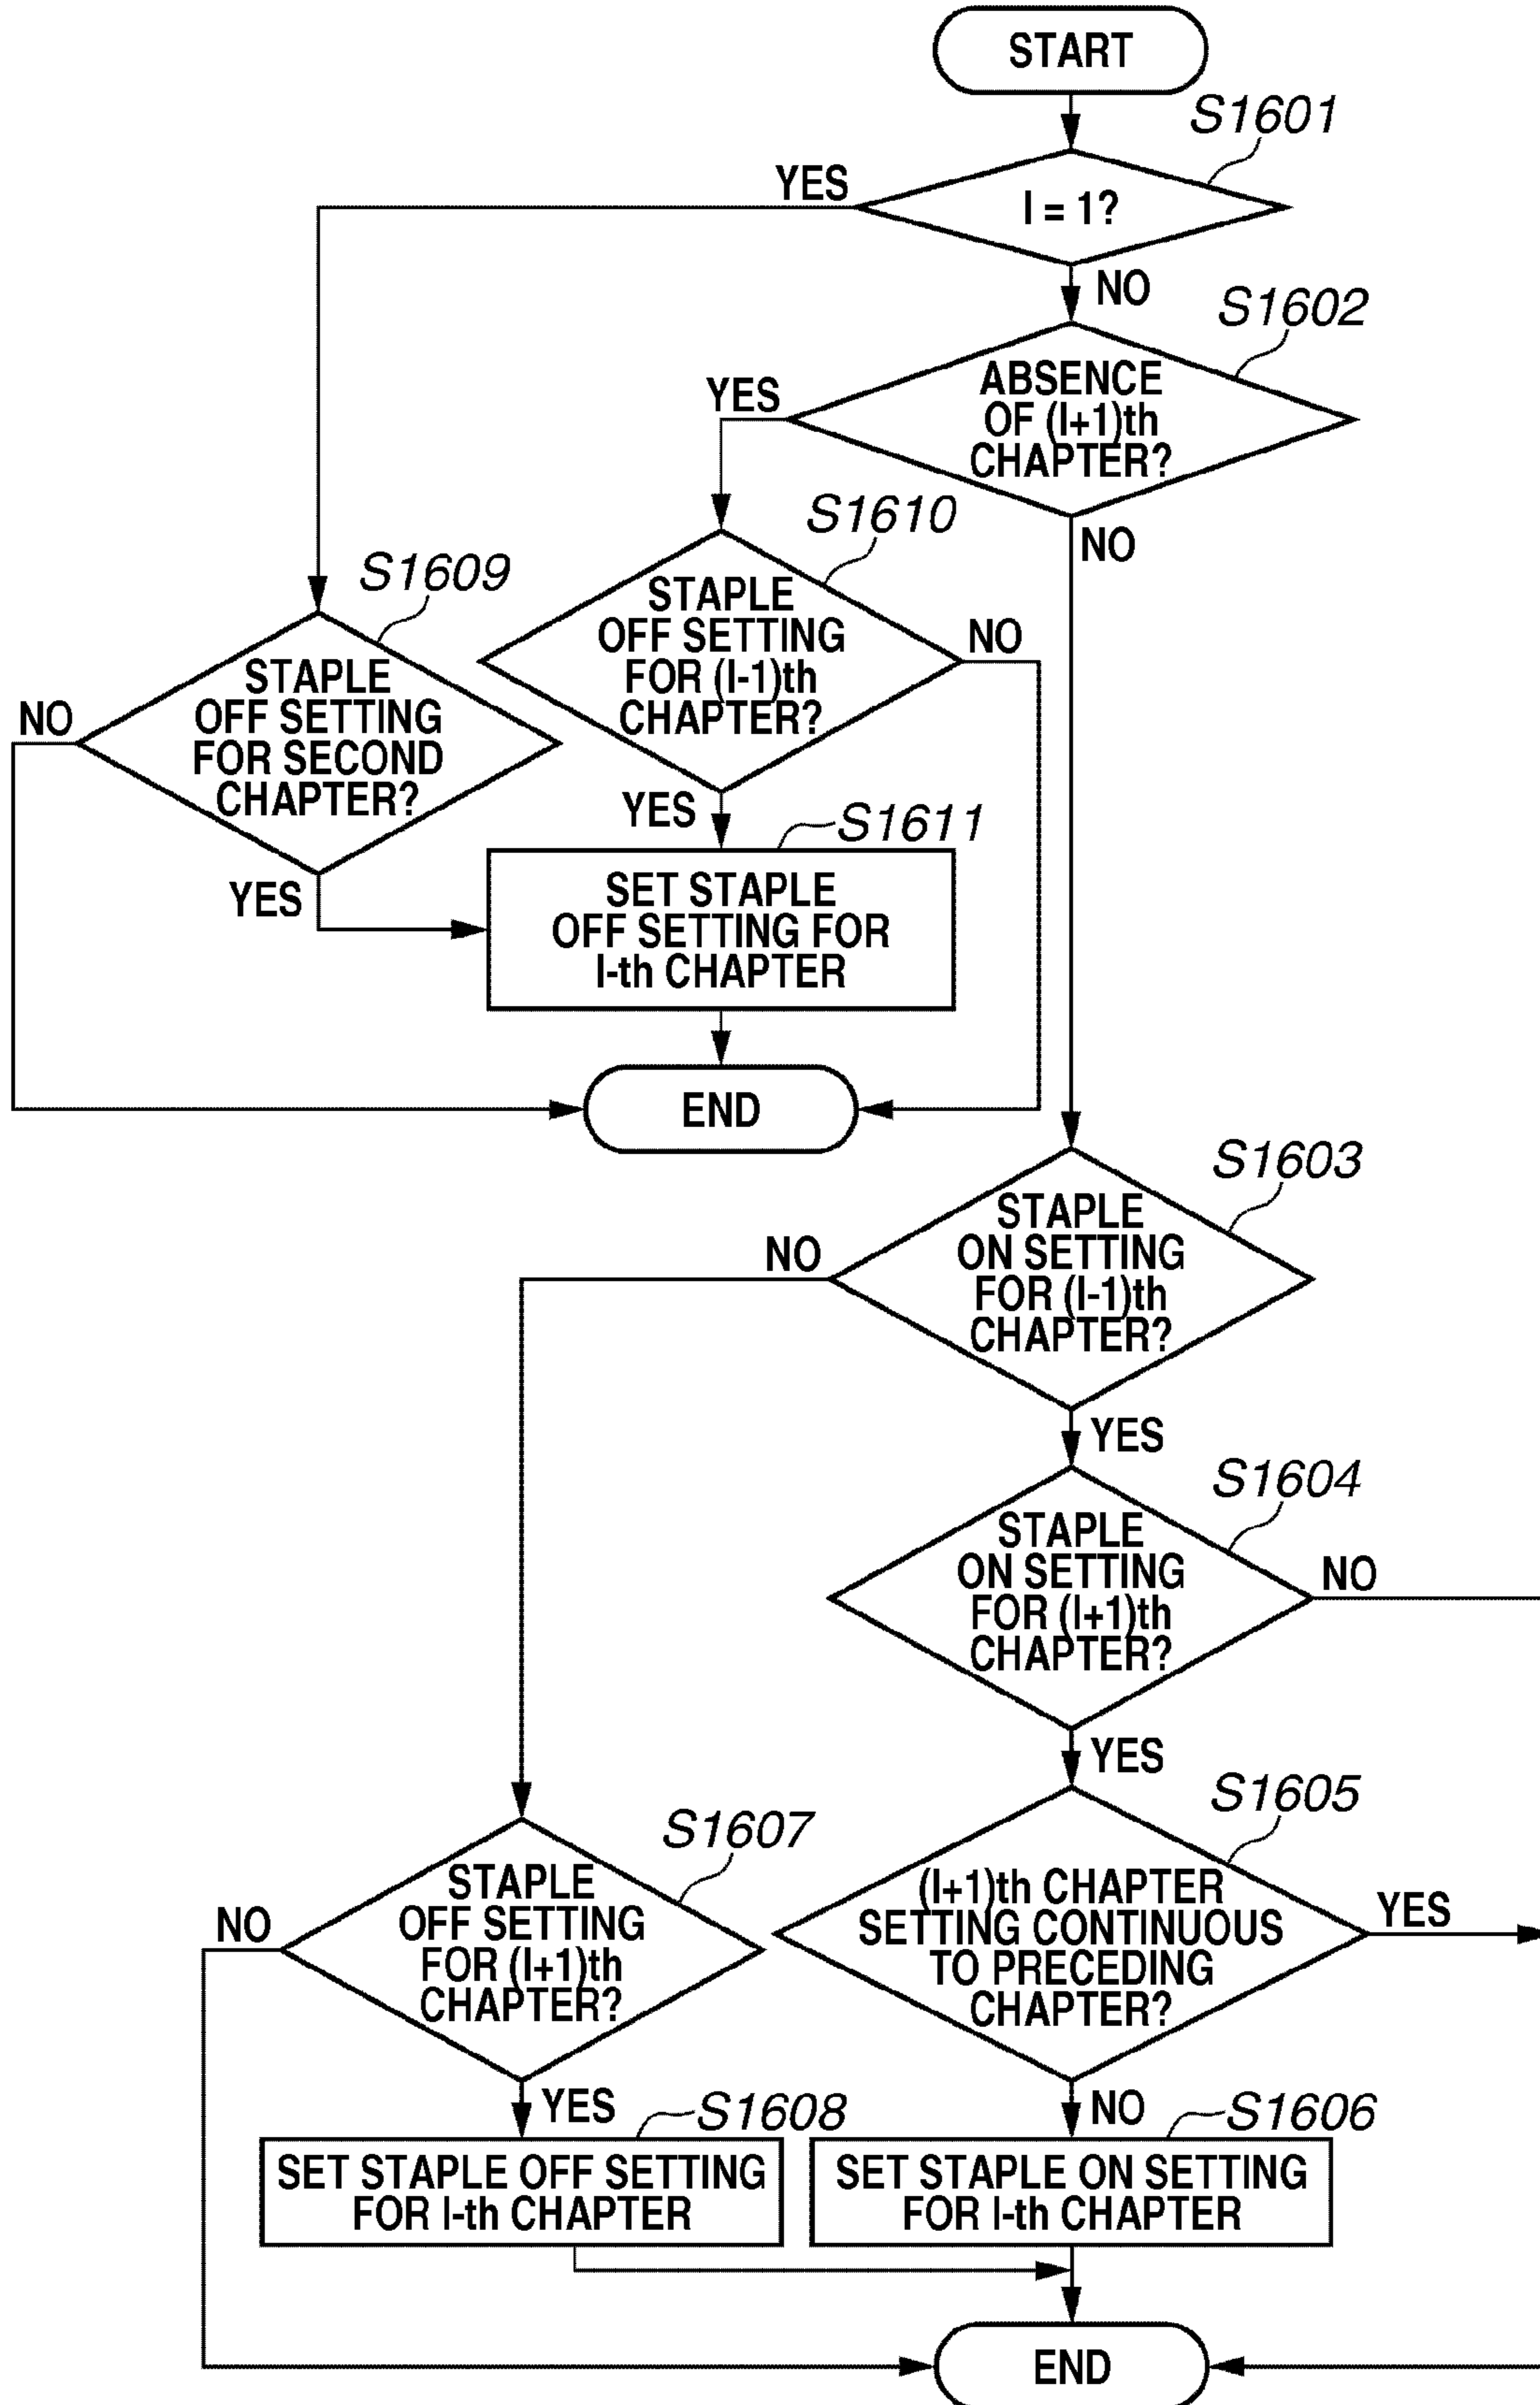 START
S1601
YES
I = 1?
NO
S1602
ABSENCE
OF (I+1)th
CHAPTER?
YES
NO
S1610
STAPLE
OFF SETTING
FOR (I-1)th
CHAPTER?
NO
YES
S1609
STAPLE
OFF SETTING
FOR SECOND
CHAPTER?
NO
YES
S1611
SET STAPLE
OFF SETTING FOR
I-th CHAPTER
END
S1603
STAPLE
ON SETTING
FOR (I-1)th
CHAPTER?
NO
YES
S1604
STAPLE
ON SETTING
FOR (I+1)th
CHAPTER?
NO
YES
S1605
(I+1)th CHAPTER
SETTING CONTINUOUS
TO PRECEDING
CHAPTER?
YES
NO
S1607
STAPLE
OFF SETTING
FOR (I+1)th
CHAPTER?
NO
YES
S1608
SET STAPLE OFF SETTING
FOR I-th CHAPTER
S1606
SET STAPLE ON SETTING
FOR I-th CHAPTER
END